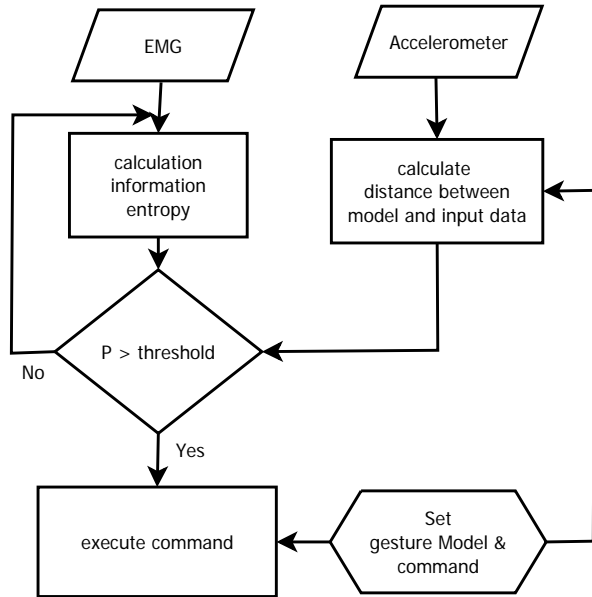 EMG
Accelerometer
calculation
information
entropy
calculate
distance between
model and input data
P > threshold
No
Yes
execute command
Set
gesture Model &
command